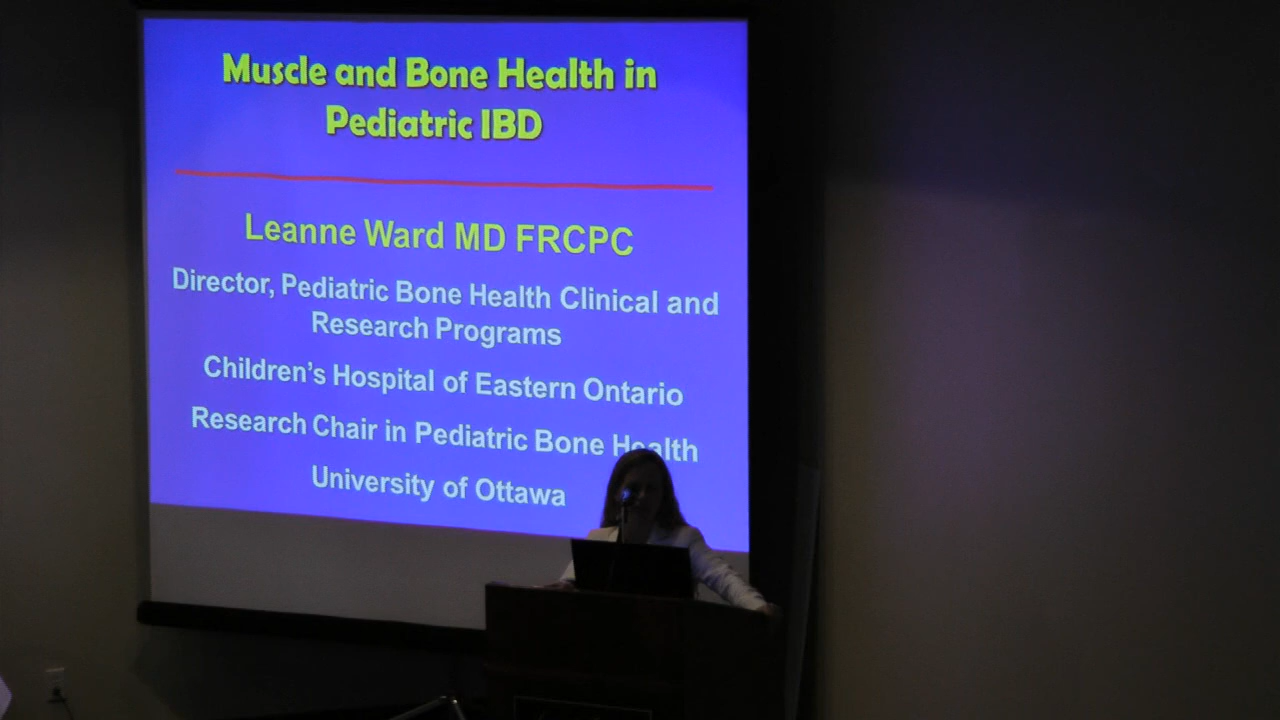 Muscle and Bone Health in
Pediatric IBD
Leanne Ward MD FRCPC
Director, Pediatric Bone Health Clinical and
Research Programs
Children's Hospital of Eastern Ontario
Research Chair in Pediatric Bone Health
University of Ottawa